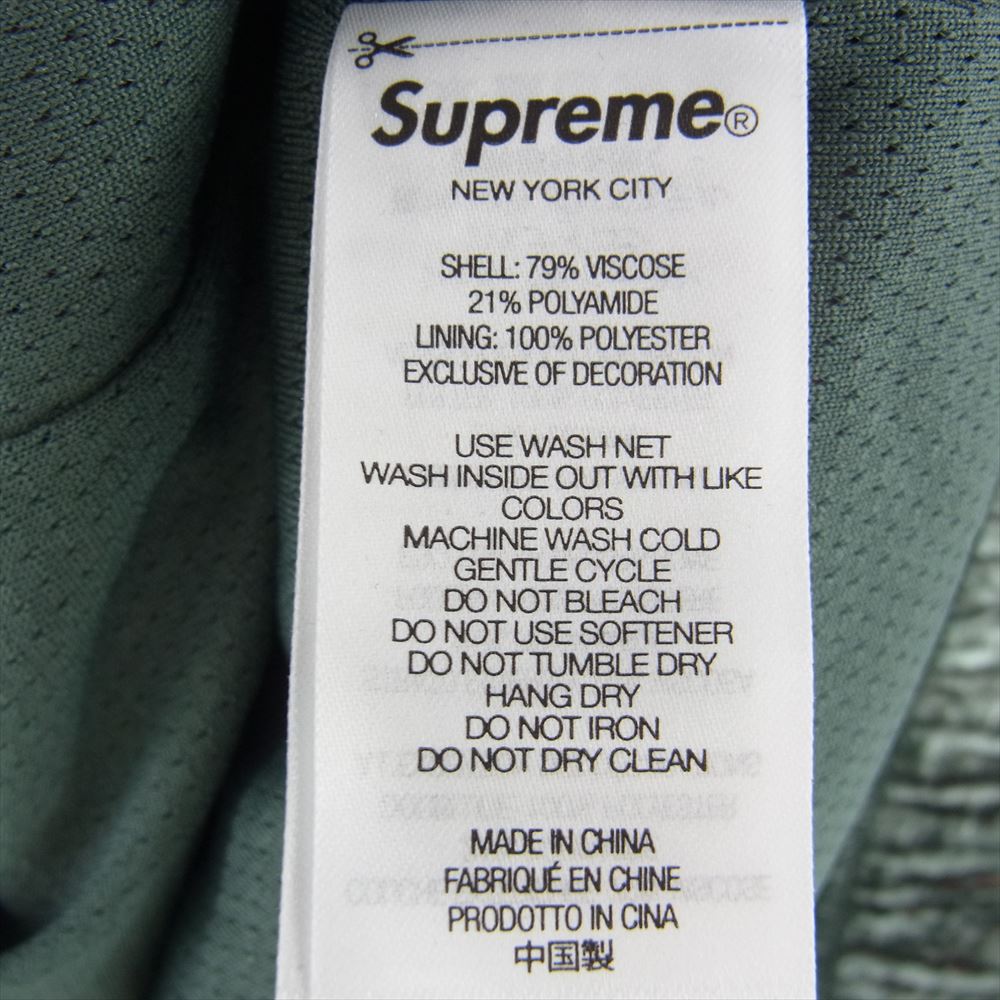 Supreme®
NEW YORK CITY
SHELL: 79% VISCOSE
21% POLYAMIDE
LINING: 100% POLYESTER
EXCLUSIVE OF DECORATION
USE WASH NET
WASH INSIDE OUT WITH LIKE
COLORS
MACHINE WASH COLD
GENTLE CYCLE
DO NOT BLEACH
DO NOT USE SOFTENER
DO NOT TUMBLE DRY
HANG DRY
DO NOT IRON
DO NOT DRY CLEAN
MADE IN CHINA
FABRIQUÉ EN CHINE
PRODOTTO IN CINA
中国製